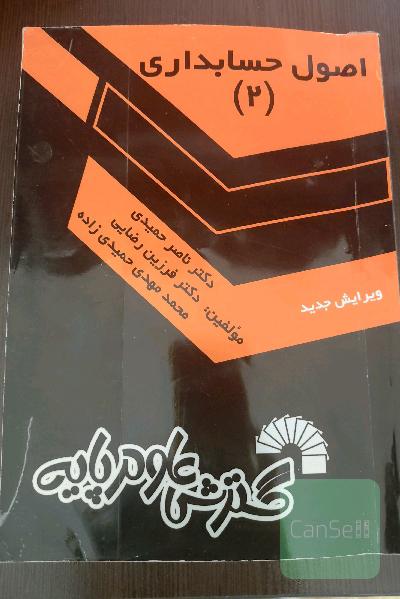 اصول حسابداری
(۲)
دکتر ناصر حمیدی
مؤلفین: دکتر فرزین رضایی
محمد مهدی حمیدی زاده
ویرایش جدید
گسترش علوم پایه
CanSell